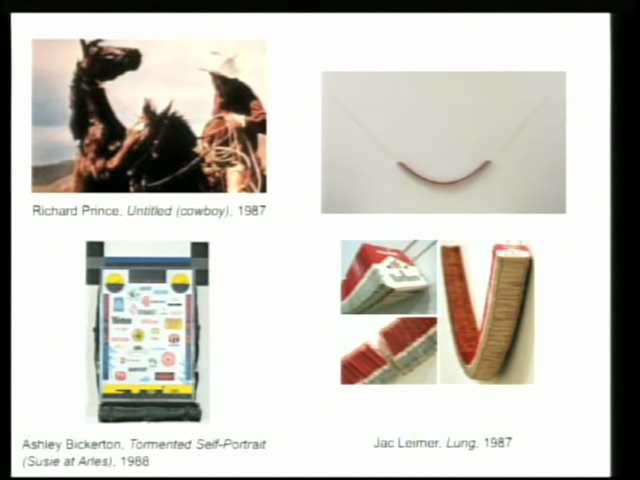 Richard Prince, Untitled (cowboy), 1987
Ashley Bickerton, Tormented Self-Portrait
(Susie at Arles), 1988
Jac Leirner, Lung, 1987